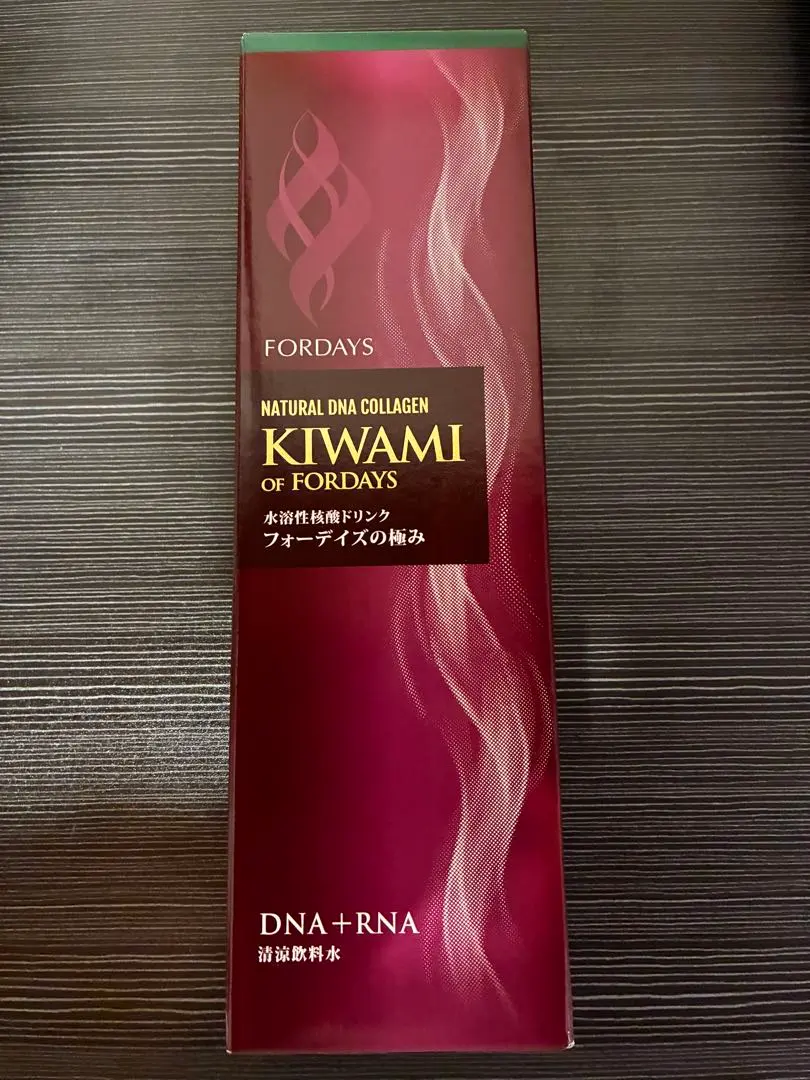 FORDAYS
NATURAL DNA COLLAGEN
KIWAMI
OF FORDAYS
水溶性核酸ドリンク
フォーデイズの極み
DNA+RNA
清涼飲料水